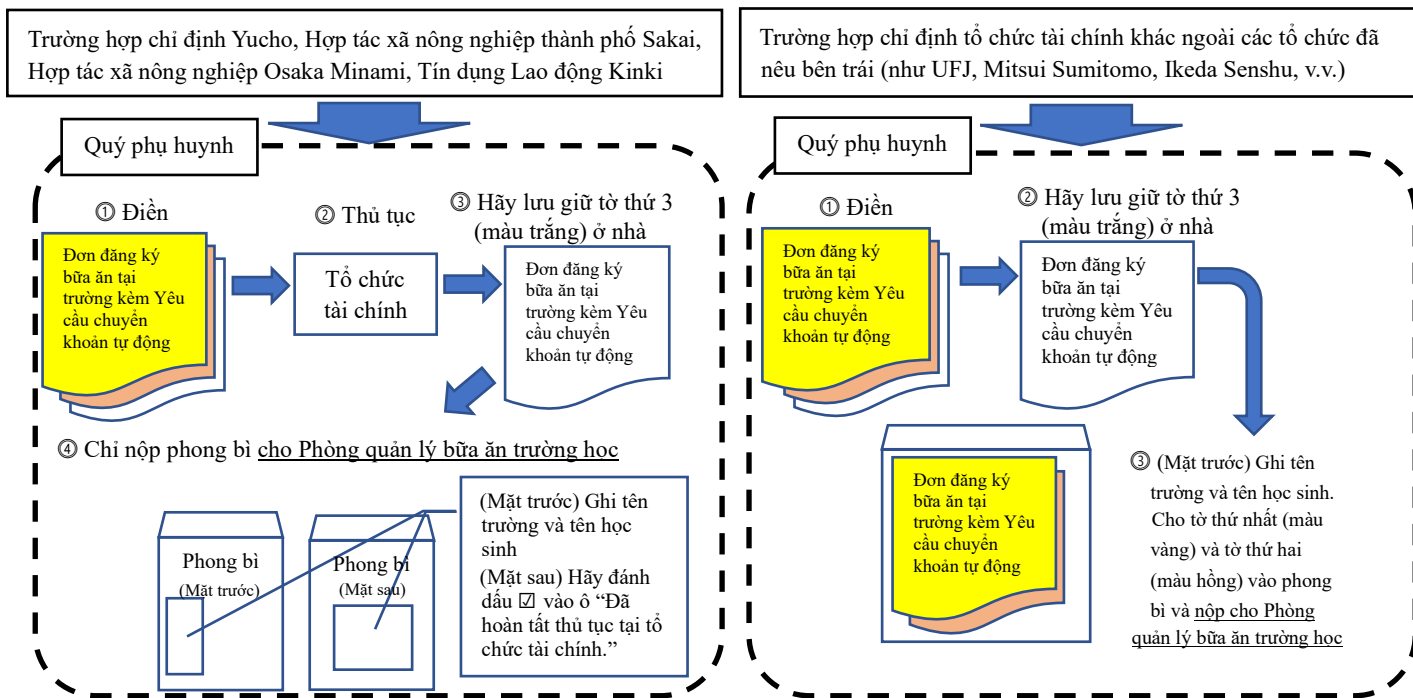 Trường hợp chỉ định Yucho, Hợp tác xã nông nghiệp thành phố Sakai,
Hợp tác xã nông nghiệp Osaka Minami, Tín dụng Lao động Kinki
Quý phụ huynh
① Điền
Đơn đăng ký
bữa ăn tại
trường kèm Yêu
cầu chuyển
khoản tự động
② Thủ tục
Tổ chức
tài chính
③ Hãy lưu giữ tờ thứ 3
(màu trắng) ở nhà
Đơn đăng ký
bữa ăn tại
trường kèm Yêu
cầu chuyển
khoản tự động
④ Chỉ nộp phong bì cho Phòng quản lý bữa ăn trường học
Phong bì
(Mặt trước)
Phong bì
(Mặt sau)
(Mặt trước) Ghi tên
trường và tên học
sinh
(Mặt sau) Hãy đánh
dấu ☑ vào ô “Đã
hoàn tất thủ tục tại tổ
chức tài chính.”
Trường hợp chỉ định tổ chức tài chính khác ngoài các tổ chức đã
nêu bên trái (như UFJ, Mitsui Sumitomo, Ikeda Senshu, v.v.)
Quý phụ huynh
① Điền
Đơn đăng ký
bữa ăn tại
trường kèm Yêu
cầu chuyển
khoản tự động
② Hãy lưu giữ tờ thứ 3
(màu trắng) ở nhà
Đơn đăng ký
bữa ăn tại
trường kèm Yêu
cầu chuyển
khoản tự động
Đơn đăng ký
bữa ăn tại
trường kèm Yêu
cầu chuyển
khoản tự động
③ (Mặt trước) Ghi tên
trường và tên học sinh.
Cho tờ thứ nhất (màu
vàng) và tờ thứ hai
(màu hồng) vào phong
bì và nộp cho Phòng
quản lý bữa ăn trường học